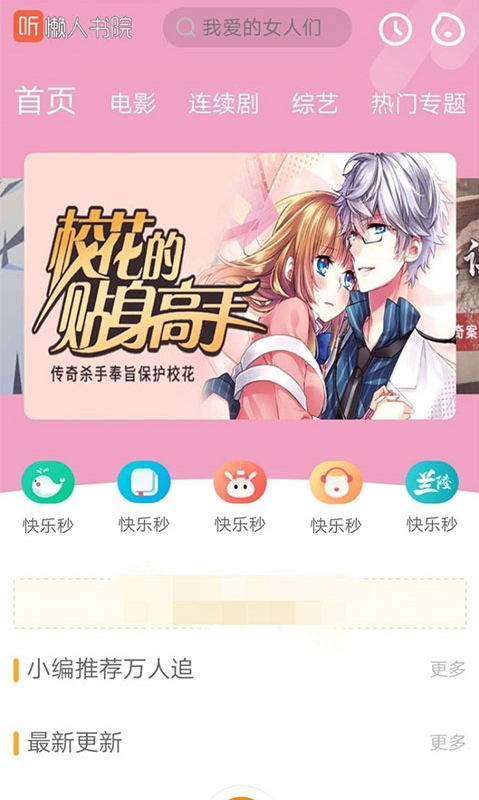 听 懒人书院
我爱的女人们
首页 电影 连续剧 综艺 热门专题
校花的
贴身高手
传奇杀手奉旨保护校花
奇案
快乐秒 快乐秒 快乐秒 快乐秒 快乐秒
兰陵
小编推荐万人追 更多
最新更新 更多